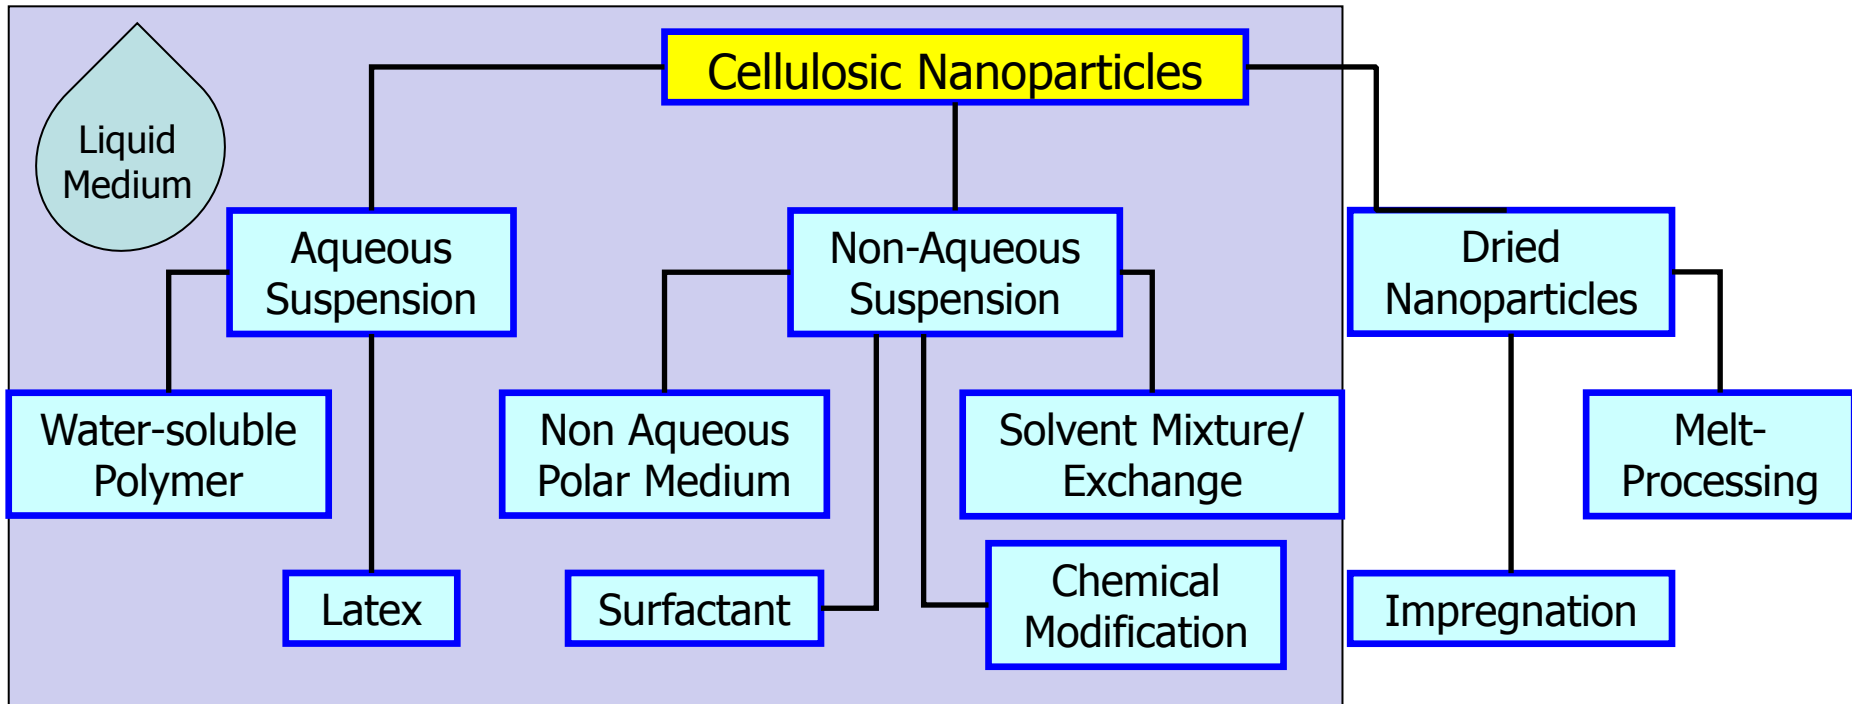 Cellulosic Nanoparticles
Liquid
Medium
Aqueous
Suspension
Non-Aqueous
Suspension
Dried
Nanoparticles
Water-soluble
Polymer
Non Aqueous
Polar Medium
Solvent Mixture/
Exchange
Melt-
Processing
Latex
Surfactant
Chemical
Modification
Impregnation